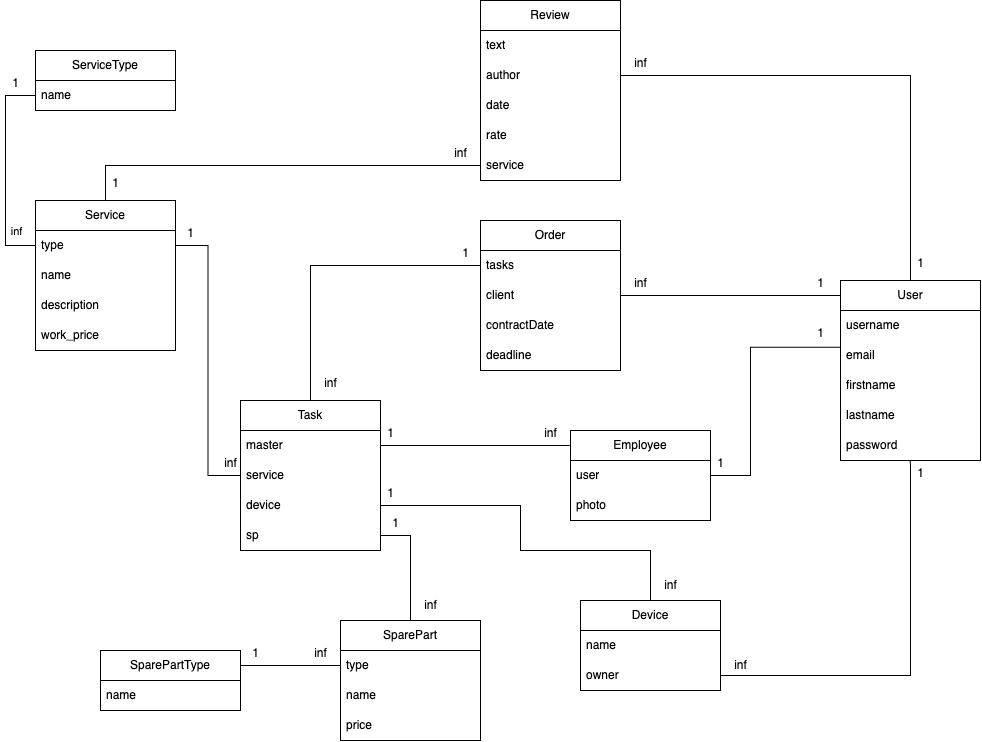 Review
text
author
date
rate
service
inf
inf
1
ServiceType
name
1
inf
1
Service
type
name
description
work_price
1
inf
Order
tasks
client
contractDate
deadline
1
inf
inf
1
1
User
username
email
firstname
lastname
password
1
1
Task
master
service
device
sp
1
inf
1
1
Employee
user
photo
1
inf
Device
name
owner
inf
inf
SparePart
type
name
price
SparePartType
name
1
inf